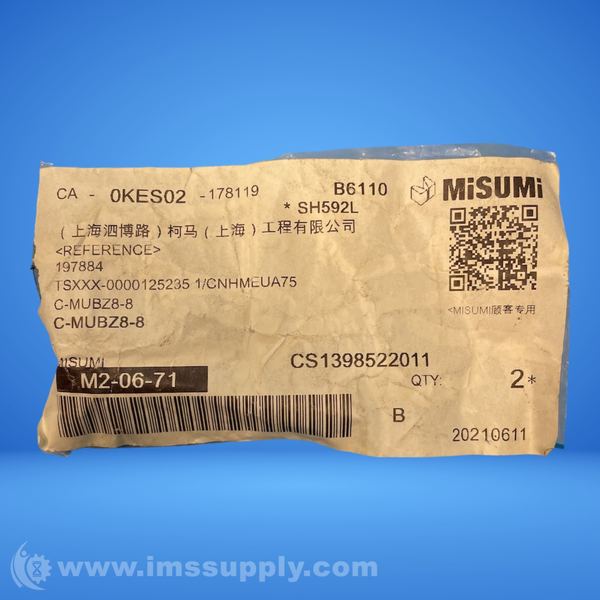 CA - 0KES02 -178119 B6110 MiSUMi
* SH592L
(上海泗博路)柯马(上海)工程有限公司
<REFERENCE>
197884
TSXXX-0000125235 1/CNHMEUA75
C-MUBZ8-8
<MISUMI顾客专用
C-MUBZ8-8
MISUMI CS1398522011
M2-06-71 QTY: 2*
B
20210611
www.imssupply.com